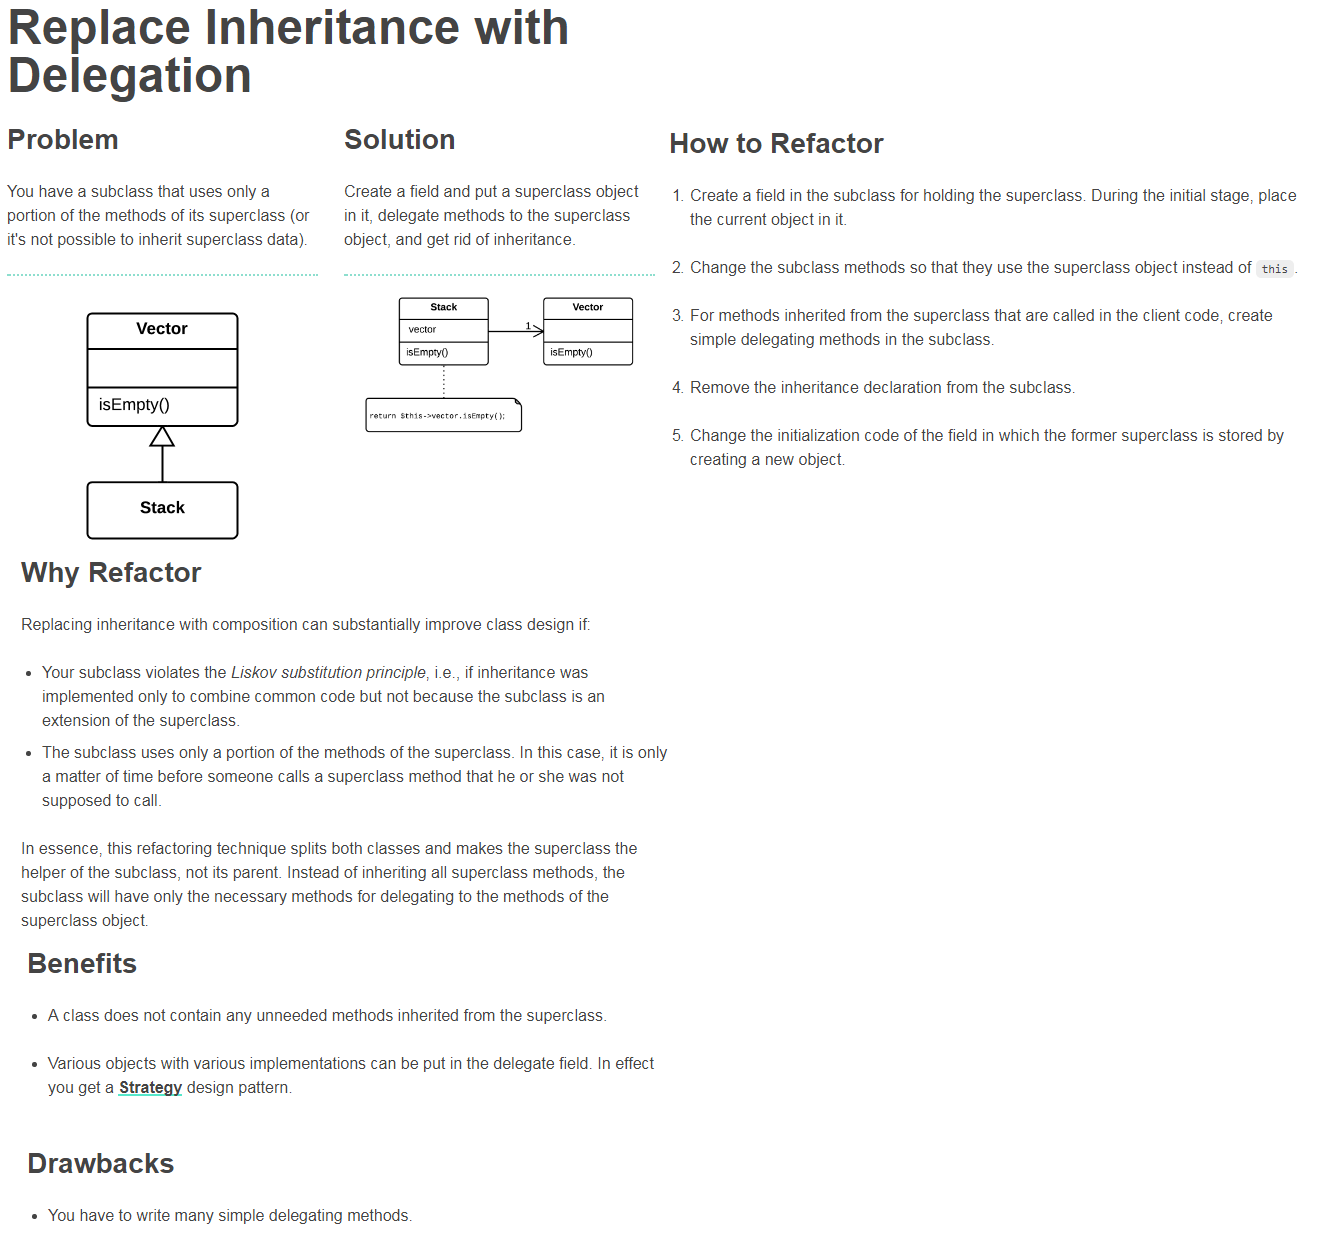 Replace Inheritance with
Delegation
Problem
You have a subclass that uses only a
portion of the methods of its superclass (or
it's not possible to inherit superclass data).
Vector
isEmpty()
Stack
Solution
Create a field and put a superclass object
in it, delegate methods to the superclass
object, and get rid of inheritance.
Stack
vector
isEmpty()
1
Vector
isEmpty()
return $this->vector.isEmpty();
How to Refactor
1. Create a field in the subclass for holding the superclass. During the initial stage, place
the current object in it.
2. Change the subclass methods so that they use the superclass object instead of this .
3. For methods inherited from the superclass that are called in the client code, create
simple delegating methods in the subclass.
4. Remove the inheritance declaration from the subclass.
5. Change the initialization code of the field in which the former superclass is stored by
creating a new object.
Why Refactor
Replacing inheritance with composition can substantially improve class design if:
• Your subclass violates the Liskov substitution principle, i.e., if inheritance was
implemented only to combine common code but not because the subclass is an
extension of the superclass.
• The subclass uses only a portion of the methods of the superclass. In this case, it is only
a matter of time before someone calls a superclass method that he or she was not
supposed to call.
In essence, this refactoring technique splits both classes and makes the superclass the
helper of the subclass, not its parent. Instead of inheriting all superclass methods, the
subclass will have only the necessary methods for delegating to the methods of the
superclass object.
Benefits
• A class does not contain any unneeded methods inherited from the superclass.
• Various objects with various implementations can be put in the delegate field. In effect
you get a Strategy design pattern.
Drawbacks
• You have to write many simple delegating methods.